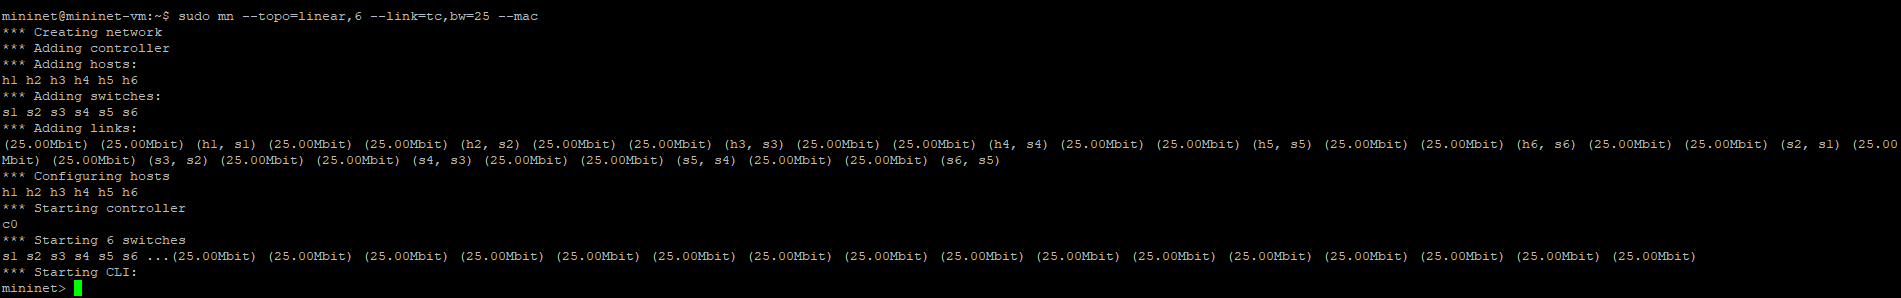 mininet@mininet-vm:~$ sudo mn --topo=linear,6 --link=tc,bw=25 --mac
*** Creating network
*** Adding controller
*** Adding hosts:
h1 h2 h3 h4 h5 h6
*** Adding switches:
s1 s2 s3 s4 s5 s6
*** Adding links:
(25.00Mbit) (25.00Mbit) (h1, s1) (25.00Mbit) (25.00Mbit) (h2, s2) (25.00Mbit) (25.00Mbit) (h3, s3) (25.00Mbit) (25.00Mbit) (h4, s4) (25.00Mbit) (25.00Mbit) (h5, s5) (25.00Mbit) (25.00Mbit) (h6, s6) (25.00Mbit) (25.00Mbit) (s2, s1) (25.00
Mbit) (25.00Mbit) (s3, s2) (25.00Mbit) (25.00Mbit) (s4, s3) (25.00Mbit) (25.00Mbit) (s5, s4) (25.00Mbit) (25.00Mbit) (s6, s5)
*** Configuring hosts
h1 h2 h3 h4 h5 h6
*** Starting controller
c0
*** Starting 6 switches
s1 s2 s3 s4 s5 s6 ...(25.00Mbit) (25.00Mbit) (25.00Mbit) (25.00Mbit) (25.00Mbit) (25.00Mbit) (25.00Mbit) (25.00Mbit) (25.00Mbit) (25.00Mbit) (25.00Mbit) (25.00Mbit) (25.00Mbit) (25.00Mbit) (25.00Mbit) (25.00Mbit)
*** Starting CLI:
mininet>